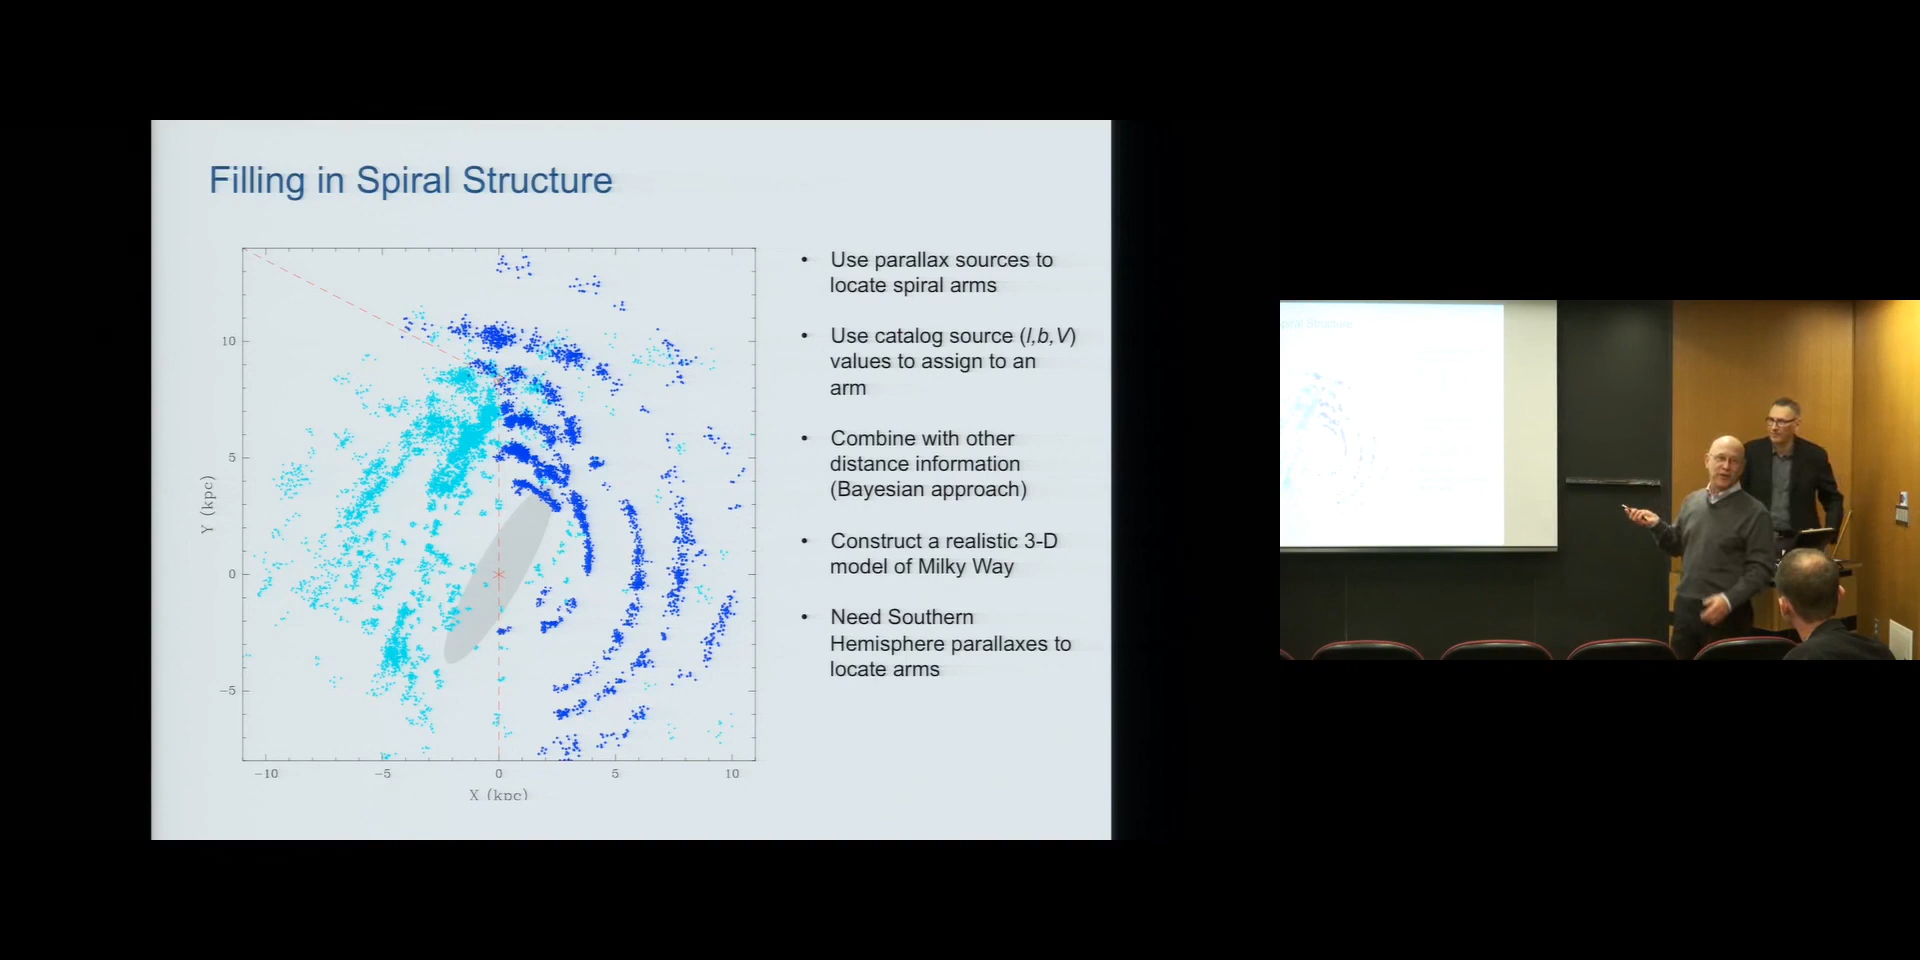 Filling in Spiral Structure
• Use parallax sources to
locate spiral arms
• Use catalog source (l,b,V)
values to assign to an
arm
• Combine with other
distance information
(Bayesian approach)
• Construct a realistic 3-D
model of Milky Way
• Need Southern
Hemisphere parallaxes to
locate arms
10
5
0
−5
Y (kpc)
−10 −5 0 5 10
X (kpc)
Spiral Structure